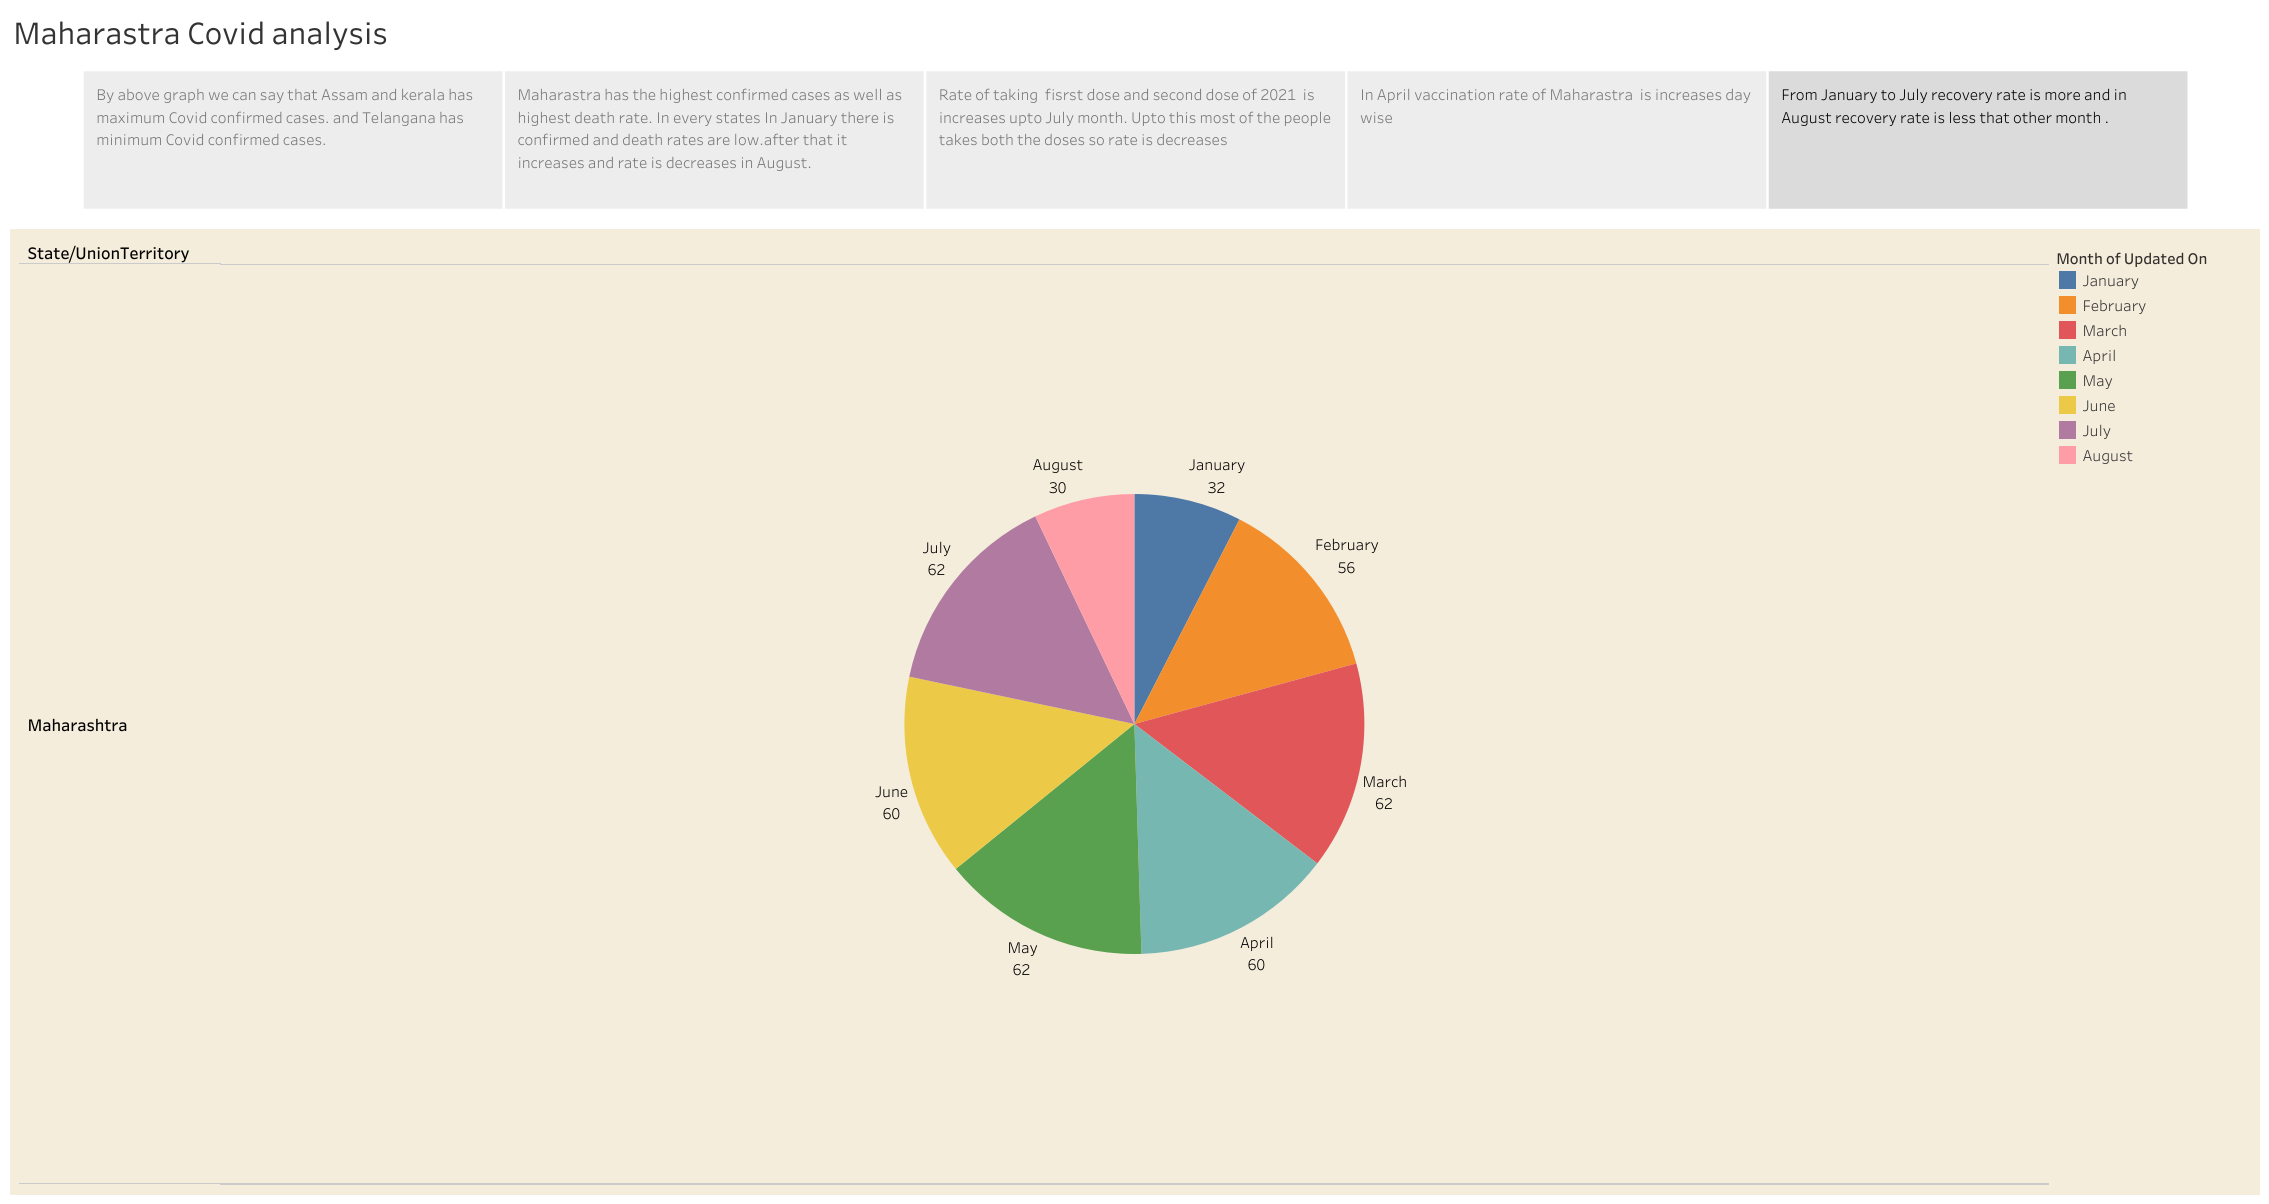 Maharastra Covid analysis
By above graph we can say that Assam and kerala has
maximum Covid confirmed cases. and Telangana has
minimum Covid confirmed cases.
Maharastra has the highest confirmed cases as well as
highest death rate. In every states In January there is
confirmed and death rates are low.after that it
increases and rate is decreases in August.
Rate of taking  fisrst dose and second dose of 2021  is
increases upto July month. Upto this most of the people
takes both the doses so rate is decreases
In April vaccination rate of Maharastra  is increases day
wise
From January to July recovery rate is more and in
August recovery rate is less that other month .
State/UnionTerritory
Maharashtra
August
30
January
32
July
62
February
56
June
60
March
62
May
62
April
60
Month of Updated On
January
February
March
April
May
June
July
August